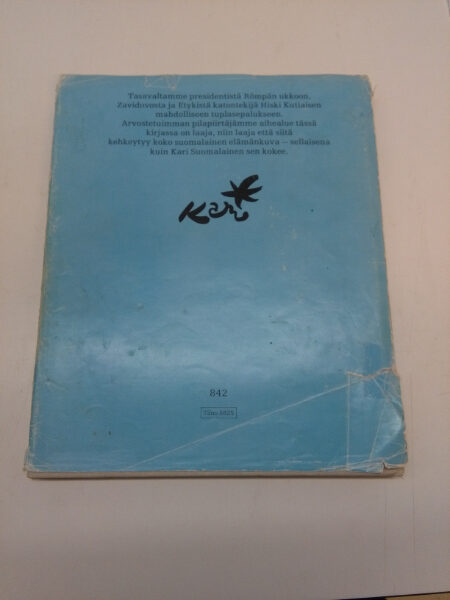 Tasavaltamme presidentistä Römpän ukkoon,
Zavidovosta ja Etykistä katontekijä Hiski Kutiaisen
mahdolliseen tuplasepalukseen.
Arvostetuimman pilapiirtäjämme aihealue tässä
kirjassa on laaja, niin laaja että siitä
kehkeytyy koko suomalainen elämänkuva – sellaisena
kuin Kari Suomalainen sen kokee.
Kari
842